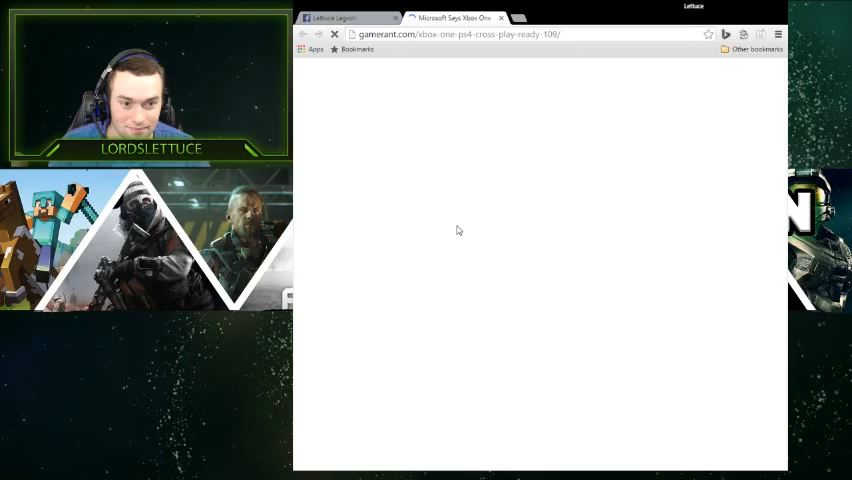 Lettuce
Lettuce Legion
Microsoft Says Xbox One
gamerant.com/xbox-one-ps4-cross-play-ready-109/
Apps
Bookmarks
Other bookmarks
LORDSLETTUCE
N